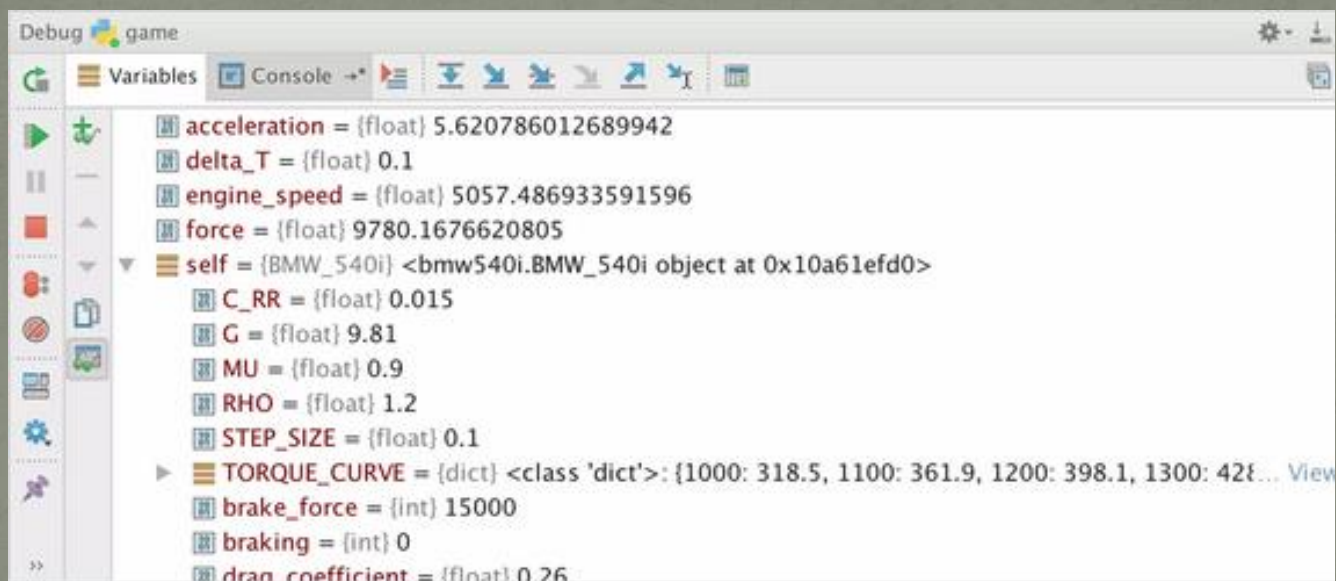 Debug game
Variables Console
acceleration = {float} 5.620786012689942
delta_T = {float} 0.1
engine_speed = {float} 5057.486933591596
force = {float} 9780.1676620805
self = {BMW_540i} <bmw540i.BMW_540i object at 0x10a61efd0>
C_RR = {float} 0.015
G = {float} 9.81
MU = {float} 0.9
RHO = {float} 1.2
STEP_SIZE = {float} 0.1
TORQUE_CURVE = {dict} <class 'dict'>: {1000: 318.5, 1100: 361.9, 1200: 398.1, 1300: 428... View
brake_force = {int} 15000
braking = {int} 0
drag_coefficient = {float} 0.26